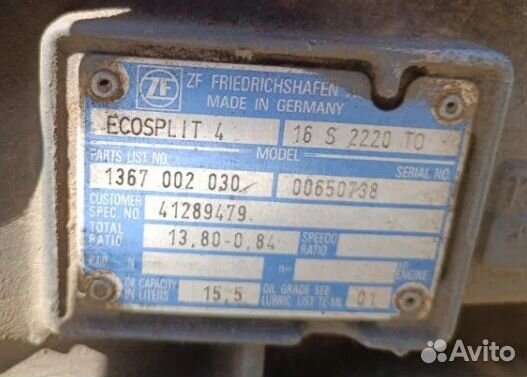 ZF
ZF FRIEDRICHSHAFEN
MADE IN GERMANY
ECOSPLIT 4 16 S 2220 TO
PARTS LIST NO. MODEL SERIAL NO.
1367 002 030 00650738
CUSTOMER
SPEC. NO. 41289479
TOTAL
RATIO 13,80-0,84 SPEEDO
RATIO
N n=
ENGINE
OIL CAPACITY
IN LITERS 15,5 OIL GRADE SEE
LUBRIC. LIST TE-ML 01
Avito